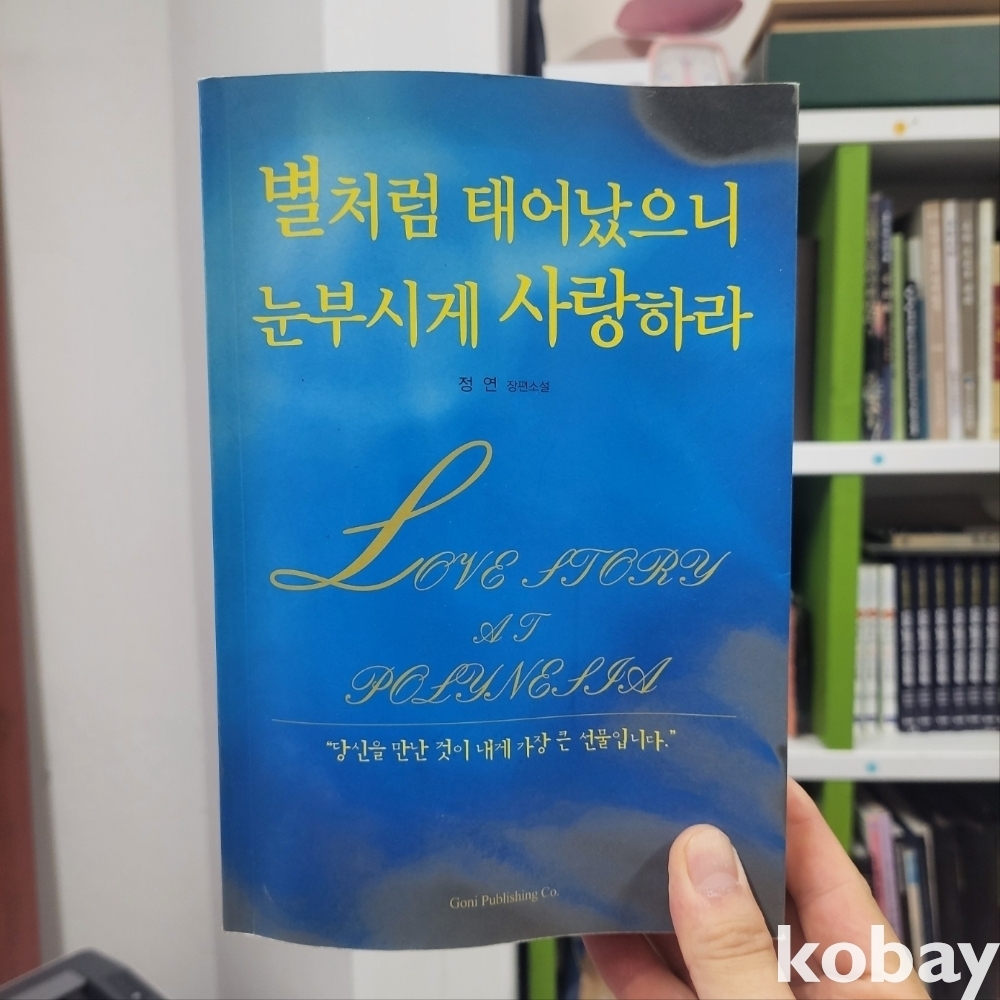 별처럼 태어났으니
눈부시게 사랑하라
정 연 장편소설
LOVE STORY
AT
POLYNESIA
“당신을 만난 것이 내게 가장 큰 선물입니다.”
Goni Publishing Co.
kobay